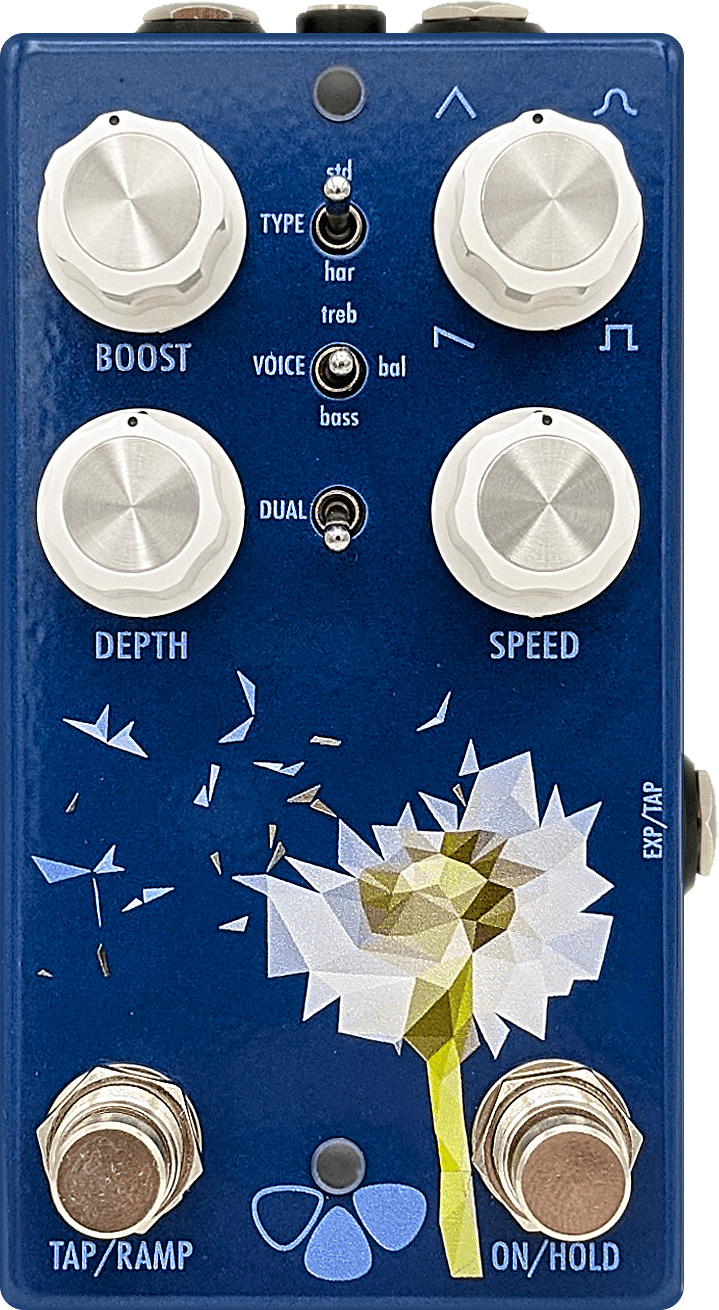 std
TYPE
har
treb
BOOST
VOICE bal
bass
DUAL
DEPTH
SPEED
EXP/TAP
TAP/RAMP
ON/HOLD